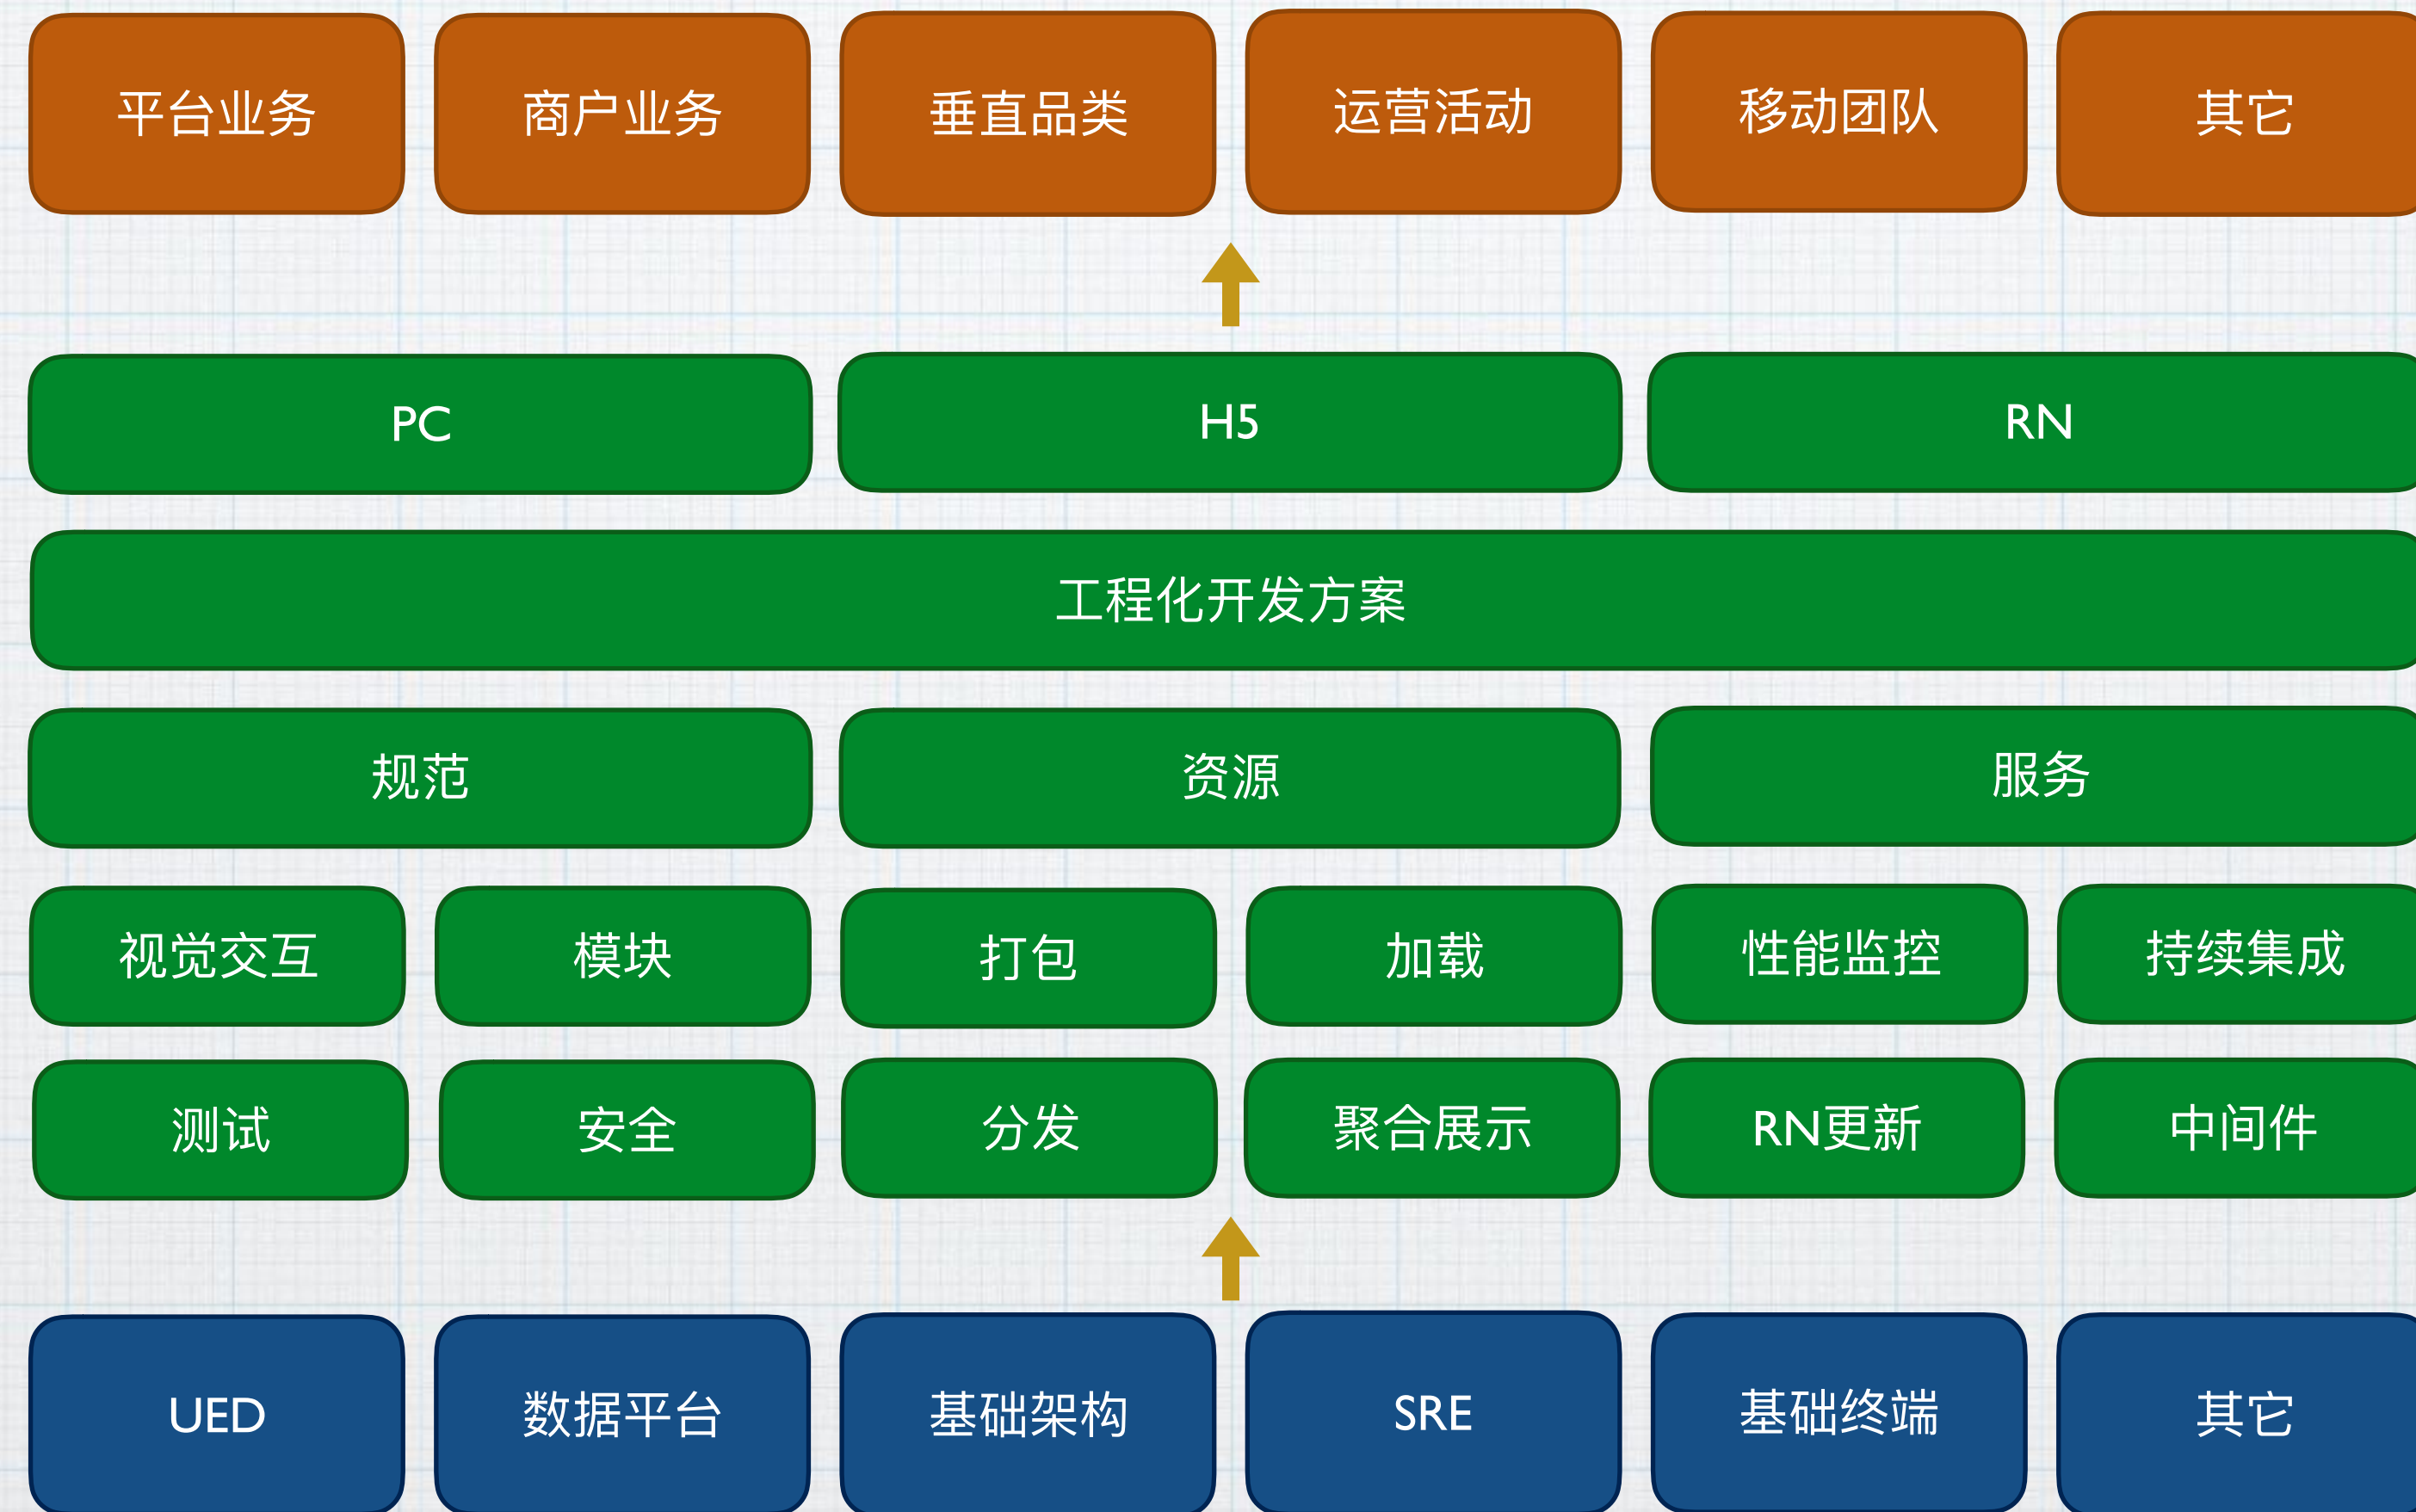 平台业务
商户业务
垂直品类
运营活动
移动团队
其它
PC
H5
RN
工程化开发方案
规范
资源
服务
视觉交互
模块
打包
加载
性能监控
持续集成
测试
安全
分发
聚合展示
RN更新
中间件
UED
数据平台
基础架构
SRE
基础终端
其它